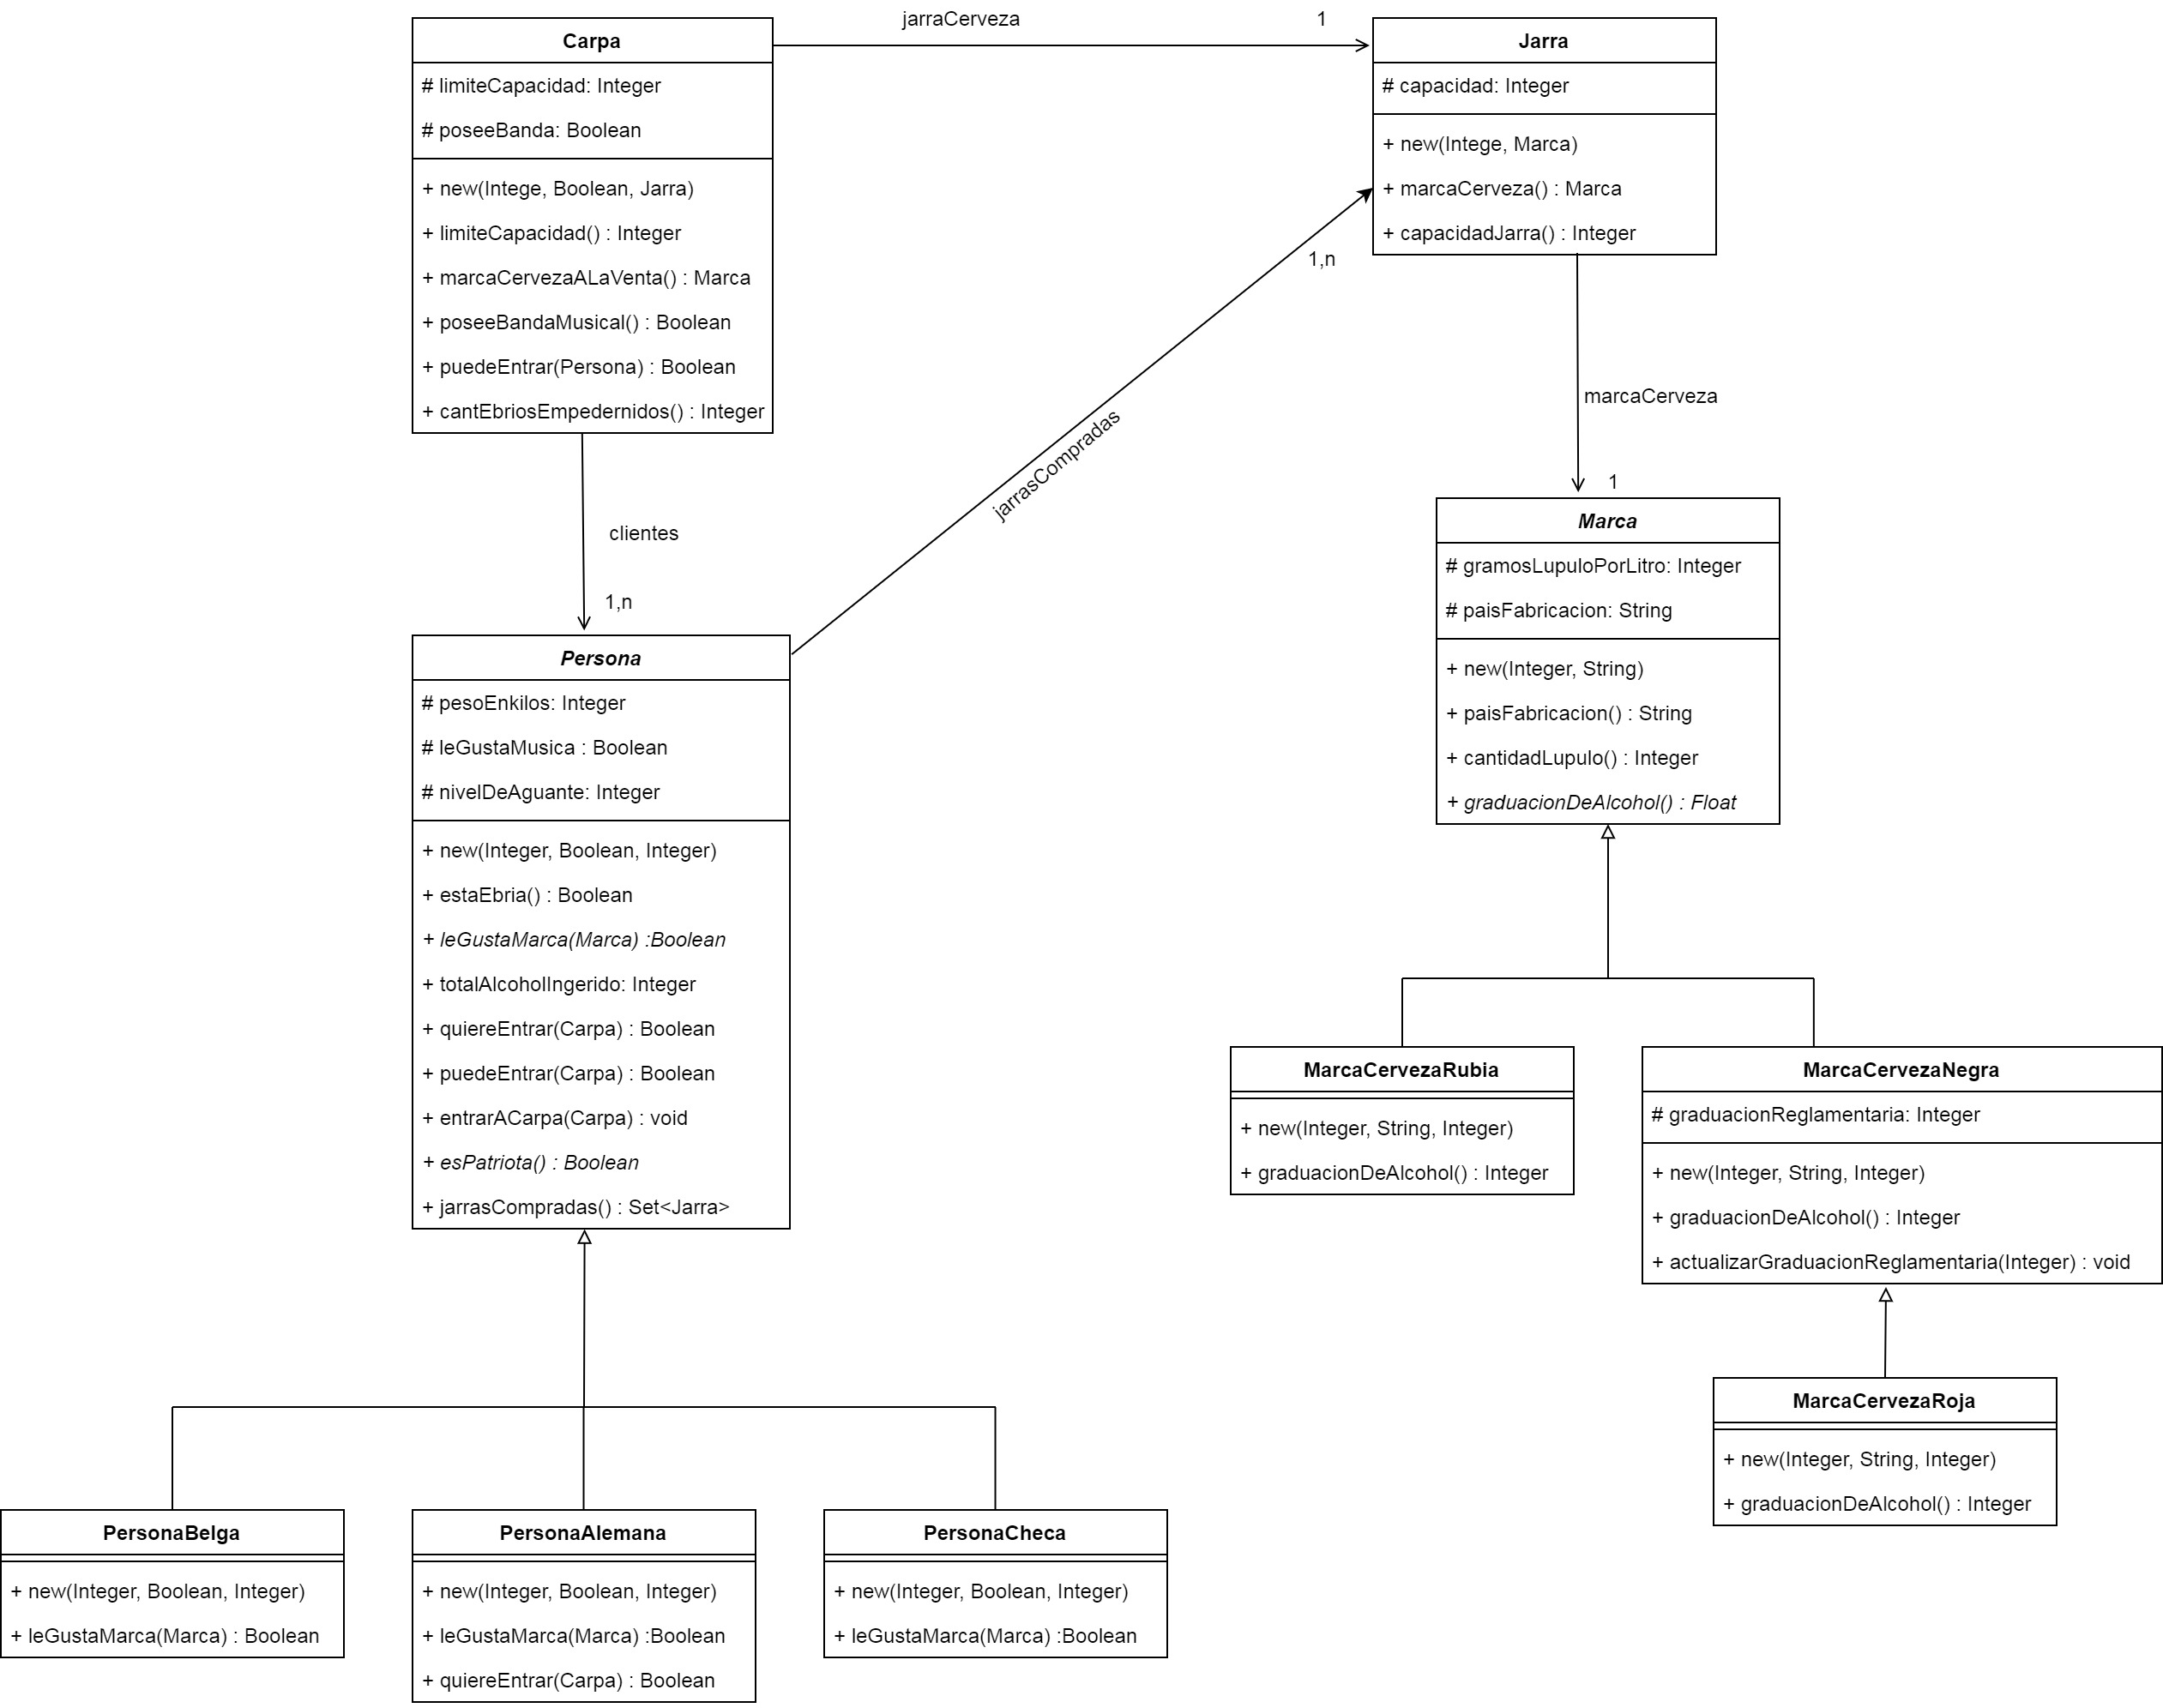 jarraCerveza
1
Carpa
# limiteCapacidad: Integer
# poseeBanda: Boolean
+ new(Intege, Boolean, Jarra)
+ limiteCapacidad() : Integer
+ marcaCervezaALaVenta() : Marca
+ poseeBandaMusical() : Boolean
+ puedeEntrar(Persona) : Boolean
+ cantEbriosEmpedernidos() : Integer
Jarra
# capacidad: Integer
+ new(Intege, Marca)
+ marcaCerveza() : Marca
+ capacidadJarra() : Integer
1,n
jarrasCompradas
marcaCerveza
1
clientes
1,n
Marca
# gramosLupuloPorLitro: Integer
# paisFabricacion: String
+ new(Integer, String)
+ paisFabricacion() : String
+ cantidadLupulo() : Integer
+ graduacionDeAlcohol() : Float
Persona
# pesoEnkilos: Integer
# leGustaMusica : Boolean
# nivelDeAguante: Integer
+ new(Integer, Boolean, Integer)
+ estaEbria() : Boolean
+ leGustaMarca(Marca) :Boolean
+ totalAlcoholIngerido: Integer
+ quiereEntrar(Carpa) : Boolean
+ puedeEntrar(Carpa) : Boolean
+ entrarACarpa(Carpa) : void
+ esPatriota() : Boolean
+ jarrasCompradas() : Set<Jarra>
MarcaCervezaRubia
+ new(Integer, String, Integer)
+ graduacionDeAlcohol() : Integer
MarcaCervezaNegra
# graduacionReglamentaria: Integer
+ new(Integer, String, Integer)
+ graduacionDeAlcohol() : Integer
+ actualizarGraduacionReglamentaria(Integer) : void
MarcaCervezaRoja
+ new(Integer, String, Integer)
+ graduacionDeAlcohol() : Integer
PersonaBelga
+ new(Integer, Boolean, Integer)
+ leGustaMarca(Marca) : Boolean
PersonaAlemana
+ new(Integer, Boolean, Integer)
+ leGustaMarca(Marca) :Boolean
+ quiereEntrar(Carpa) : Boolean
PersonaCheca
+ new(Integer, Boolean, Integer)
+ leGustaMarca(Marca) :Boolean